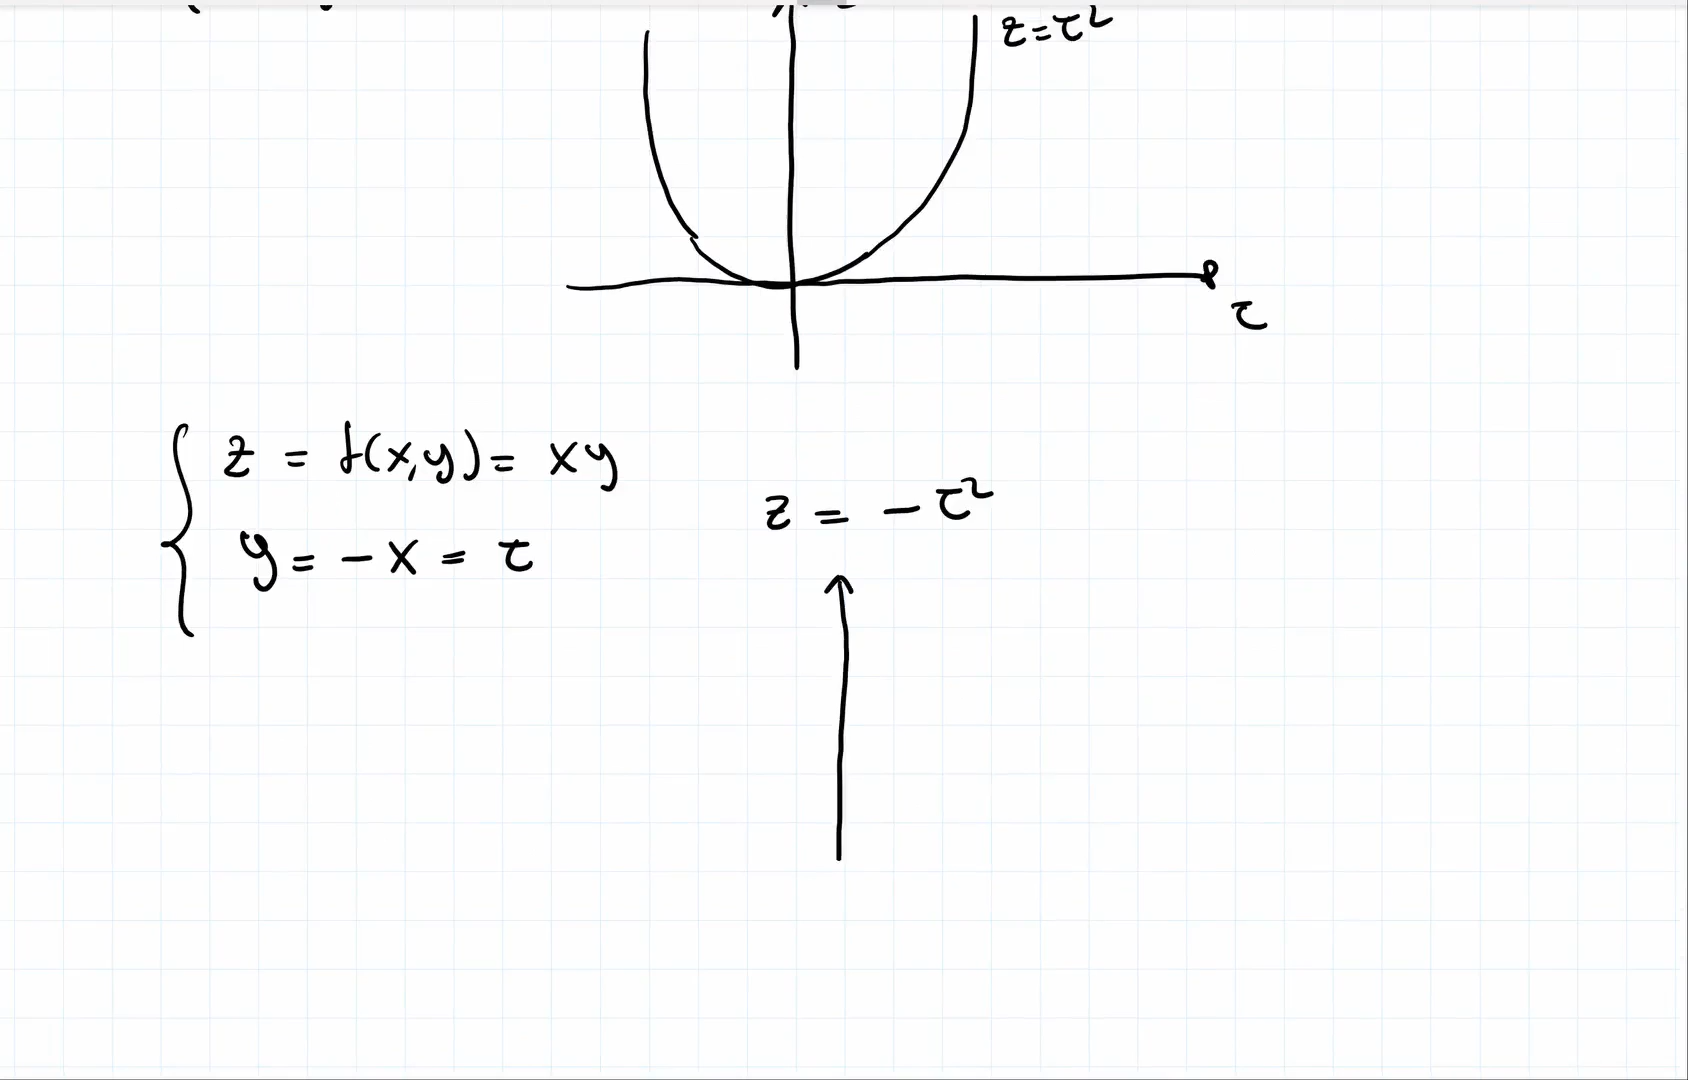 z=τ²
τ
z = f(x,y)= xy
y = -x = τ
z = -τ²